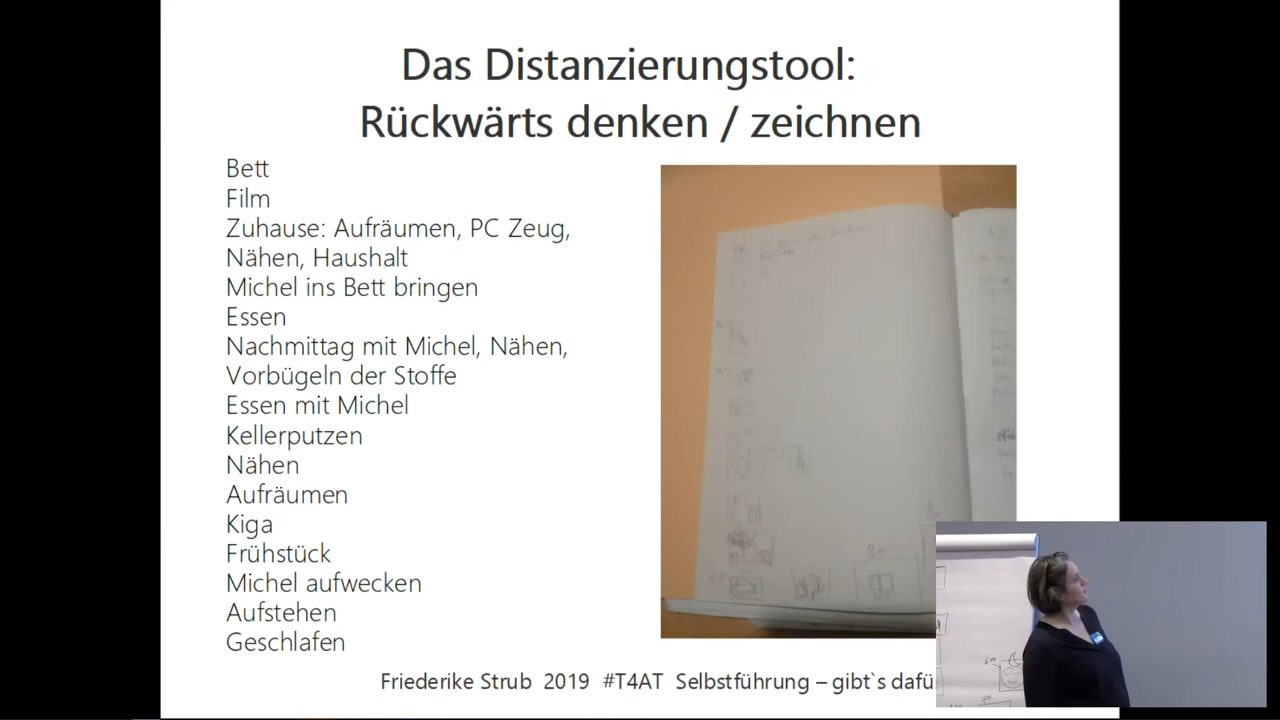 Das Distanzierungstool:
Rückwärts denken / zeichnen
Bett
Film
Zuhause: Aufräumen, PC Zeug,
Nähen, Haushalt
Michel ins Bett bringen
Essen
Nachmittag mit Michel, Nähen,
Vorbügeln der Stoffe
Essen mit Michel
Kellerputzen
Nähen
Aufräumen
Kiga
Frühstück
Michel aufwecken
Aufstehen
Geschlafen
Friederike Strub 2019 #T4AT Selbstführung – gibt`s dafü